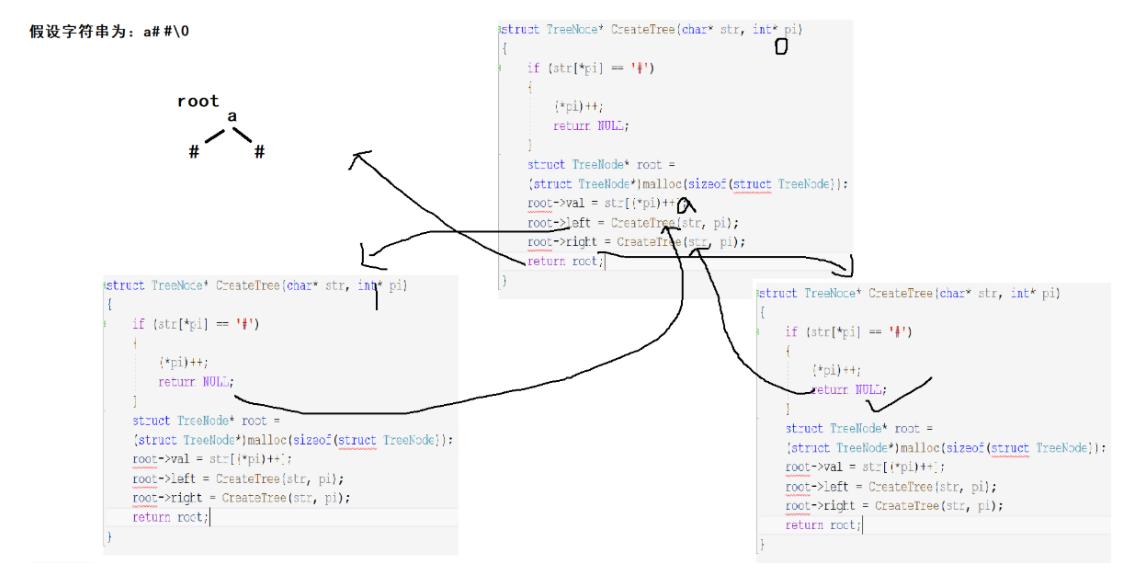 假设字符串为：a##\0
root
a
# #
struct TreeNode* CreateTree(char* str, int* pi)
0
{
if (str[*pi] == '#')
{
(*pi)++;
return NULL;
}
struct TreeNode* root =
(struct TreeNode*)malloc(sizeof(struct TreeNode));
root->val = str[(*pi)++];
a
root->left = CreateTree(str, pi);
root->right = CreateTree(str, pi);
return root;
}
struct TreeNode* CreateTree(char* str, int* pi)
1
{
if (str[*pi] == '#')
{
(*pi)++;
return NULL;
}
struct TreeNode* root =
(struct TreeNode*)malloc(sizeof(struct TreeNode));
root->val = str[(*pi)++];
root->left = CreateTree(str, pi);
root->right = CreateTree(str, pi);
return root;
}
struct TreeNode* CreateTree(char* str, int* pi)
{
if (str[*pi] == '#')
{
(*pi)++;
return NULL;
}
struct TreeNode* root =
(struct TreeNode*)malloc(sizeof(struct TreeNode));
root->val = str[(*pi)++];
root->left = CreateTree(str, pi);
root->right = CreateTree(str, pi);
return root;
}